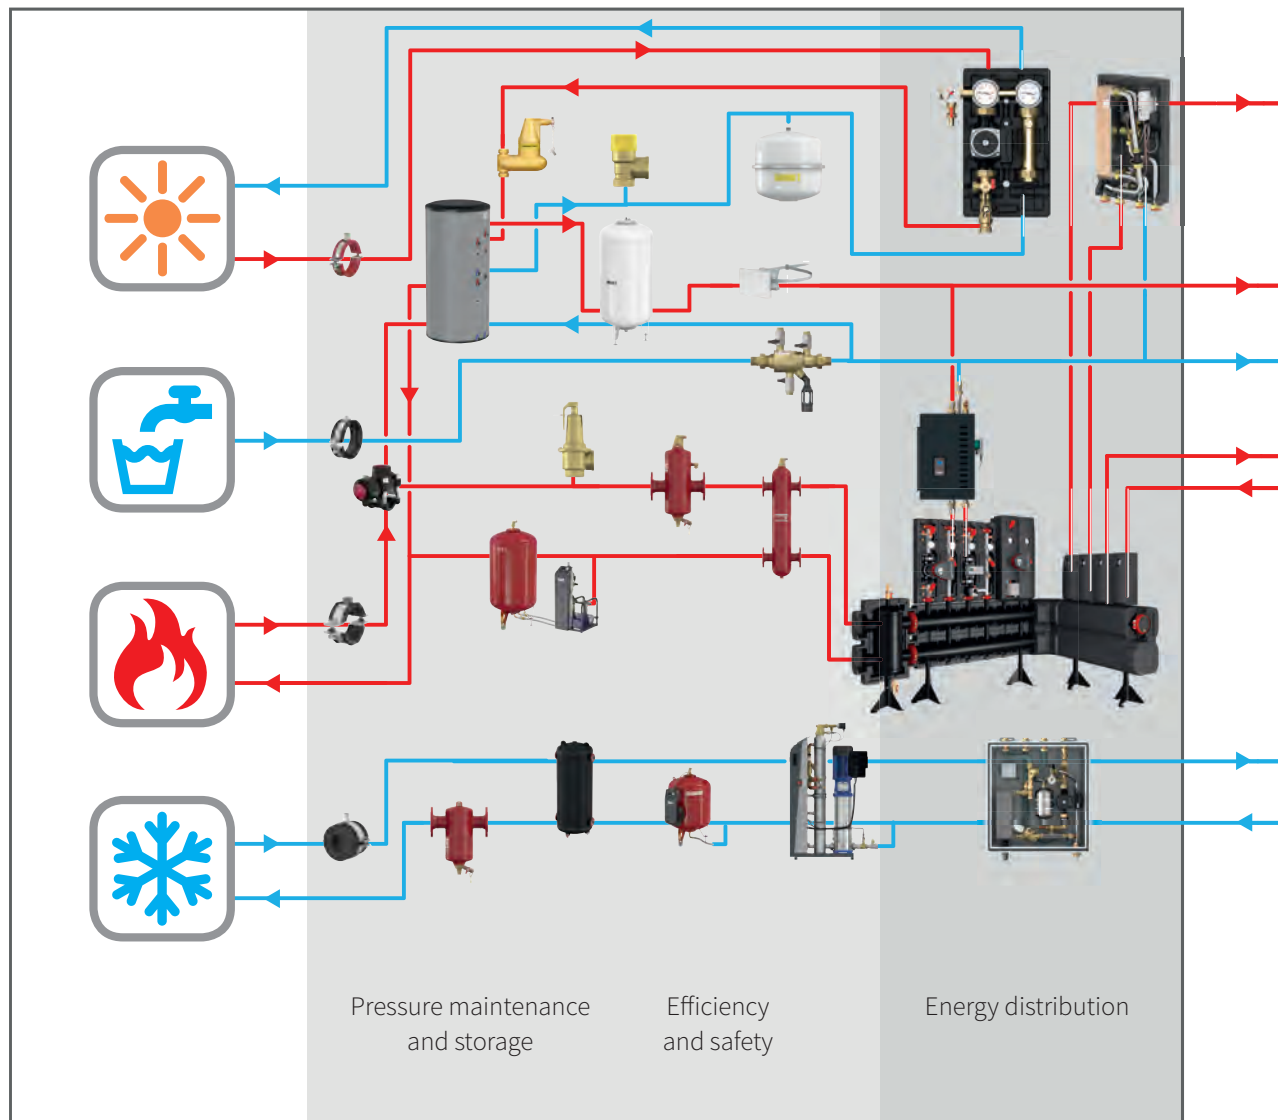 Pressure maintenance
and storage
Efficiency
and safety
Energy distribution